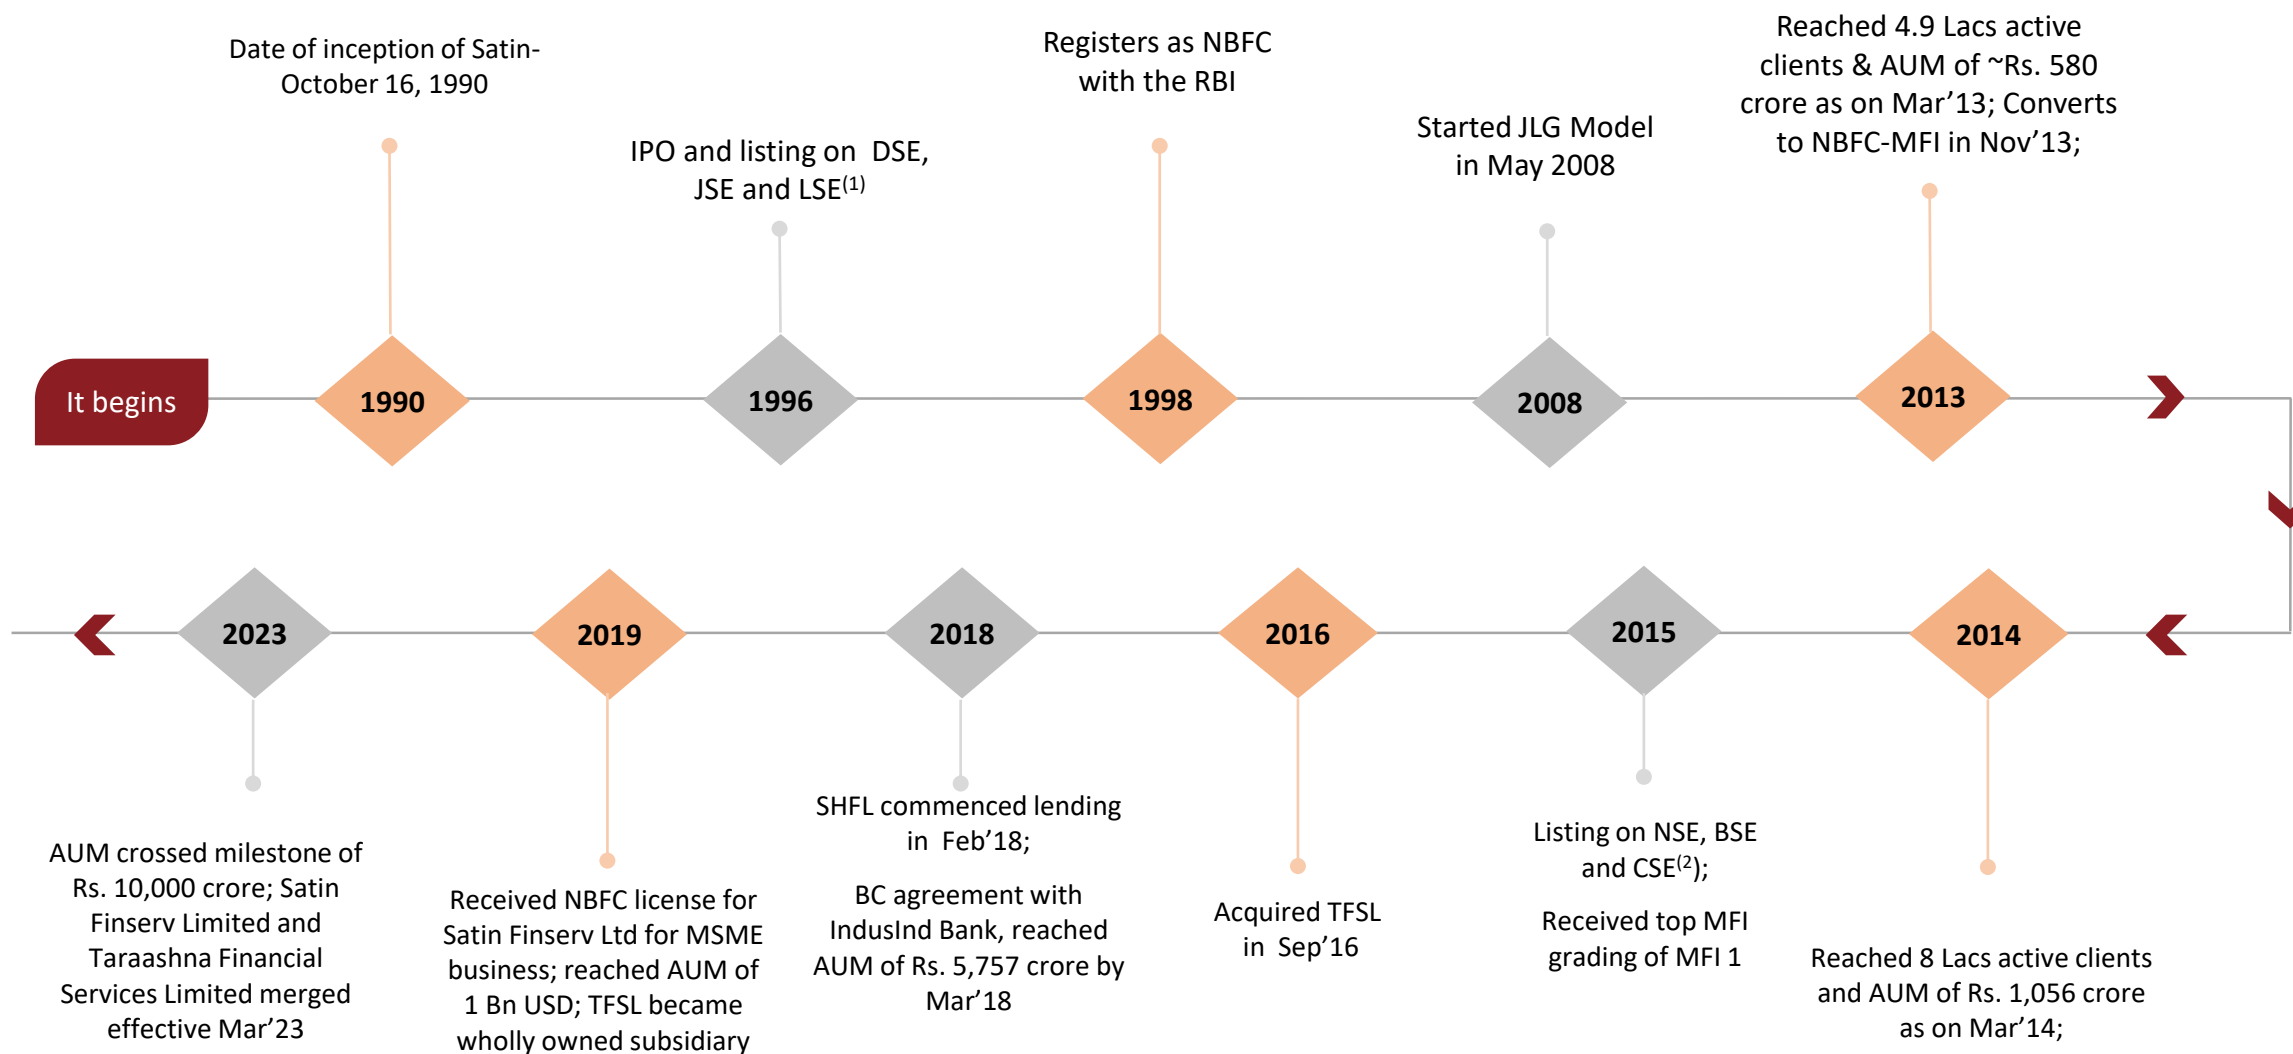 Date of inception of Satin-
October 16, 1990
IPO and listing on  DSE,
JSE and LSE(1)
Registers as NBFC
with the RBI
Started JLG Model
in May 2008
Reached 4.9 Lacs active
clients & AUM of ~Rs. 580
crore as on Mar’13; Converts
to NBFC-MFI in Nov’13;
It begins
1990
1996
1998
2008
2013
2023
2019
2018
2016
2015
2014
AUM crossed milestone of
Rs. 10,000 crore; Satin
Finserv Limited and
Taraashna Financial
Services Limited merged
effective Mar’23
Received NBFC license for
Satin Finserv Ltd for MSME
business; reached AUM of
1 Bn USD; TFSL became
wholly owned subsidiary
SHFL commenced lending
in  Feb’18;
BC agreement with
IndusInd Bank, reached
AUM of Rs. 5,757 crore by
Mar’18
Acquired TFSL
in  Sep’16
Listing on NSE, BSE
and CSE(2);
Received top MFI
grading of MFI 1
Reached 8 Lacs active clients
and AUM of Rs. 1,056 crore
as on Mar’14;